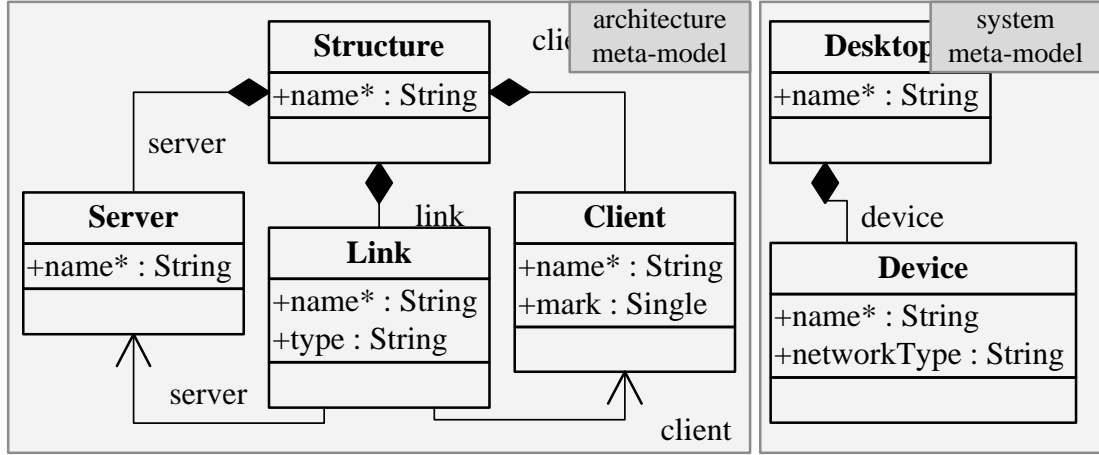 architecture
meta-model
Structure
+name* : String
server
link
Server
+name* : String
Link
+name* : String
+type : String
Client
+name* : String
+mark : Single
server
client
system
meta-model
Desktop
+name* : String
device
Device
+name* : String
+networkType : String